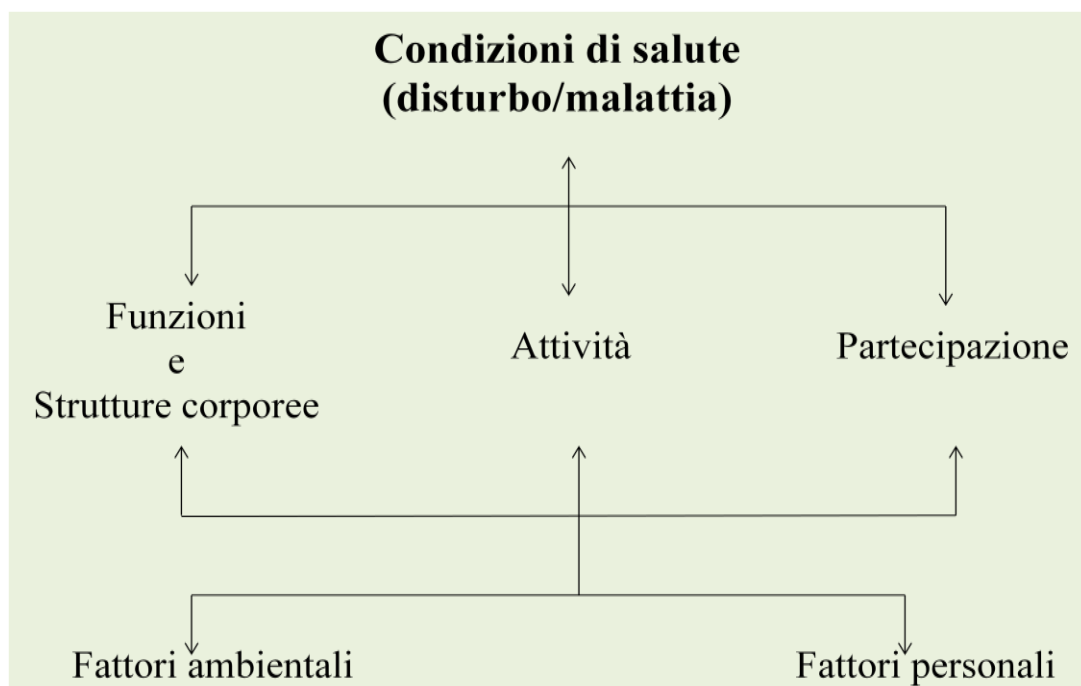 Condizioni di salute
(disturbo/malattia)
Funzioni
e
Strutture corporee
Attività
Partecipazione
Fattori ambientali
Fattori personali